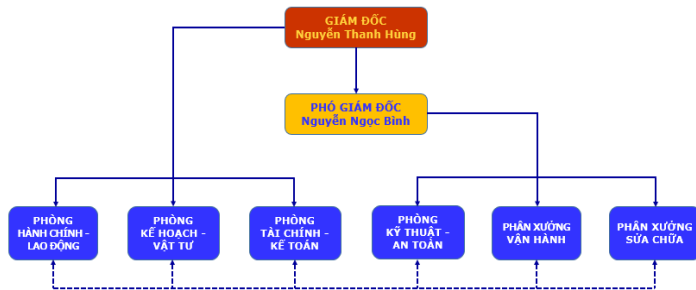 GIÁM ĐỐC
Nguyễn Thanh Hùng
PHÓ GIÁM ĐỐC
Nguyễn Ngọc Bình
PHÒNG
HÀNH CHÍNH -
LAO ĐỘNG
PHÒNG
KẾ HOẠCH -
VẬT TƯ
PHÒNG
TÀI CHÍNH -
KẾ TOÁN
PHÒNG
KỸ THUẬT -
AN TOÀN
PHÂN XƯỞNG
VẬN HÀNH
PHÂN XƯỞNG
SỬA CHỮA